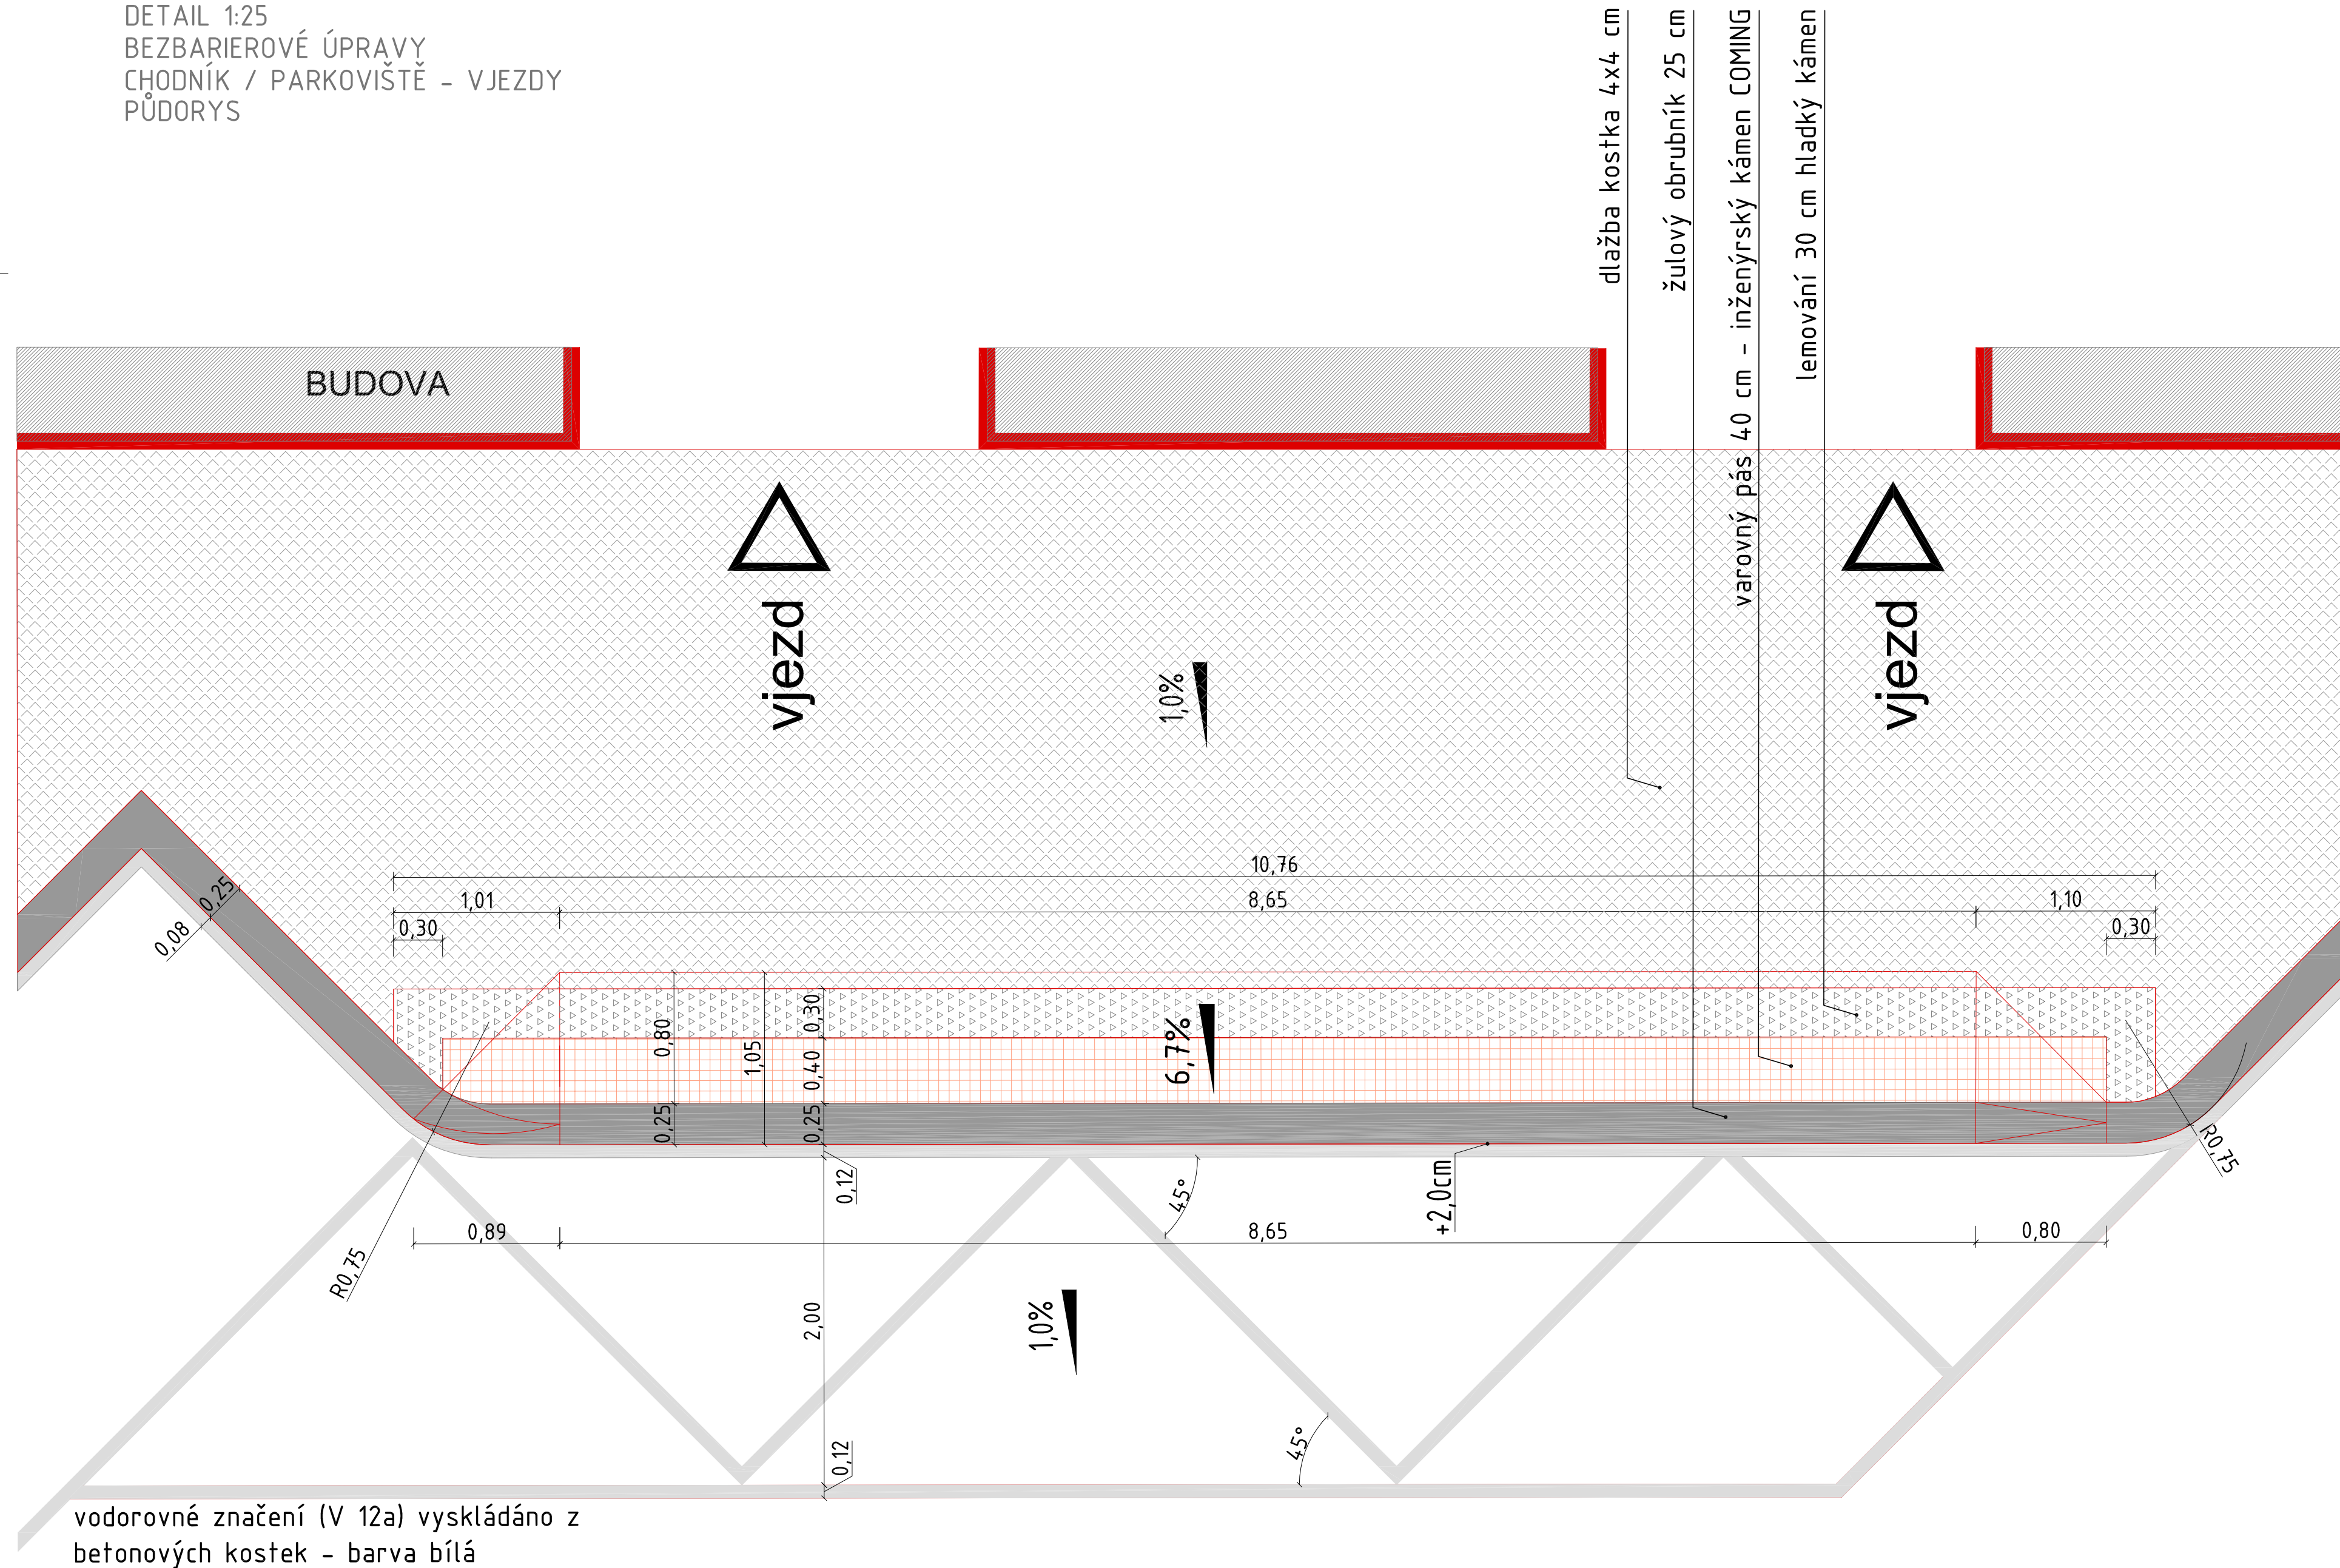 DETAIL 1:25
BEZBARIEROVÉ ÚPRAVY
CHODNÍK / PARKOVIŠTĚ - VJEZDY
PŮDORYS
dlažba kostka 4x4 cm
žulový obrubník 25 cm
varovný pás 40 cm - inženýrský kámen COMING
lemování 30 cm hladký kámen
BUDOVA
vjezd
vjezd
1,0%
10,76
1,01
8,65
1,10
0,30
0,30
0,25
0,08
0,80
1,05
0,30
0,40
0,25
0,25
6,7%
0,12
45°
+2,0cm
R0,75
R0,75
0,89
8,65
0,80
2,00
1,0%
45°
0,12
vodorovné značení (V 12a) vyskládáno z
betonových kostek - barva bílá